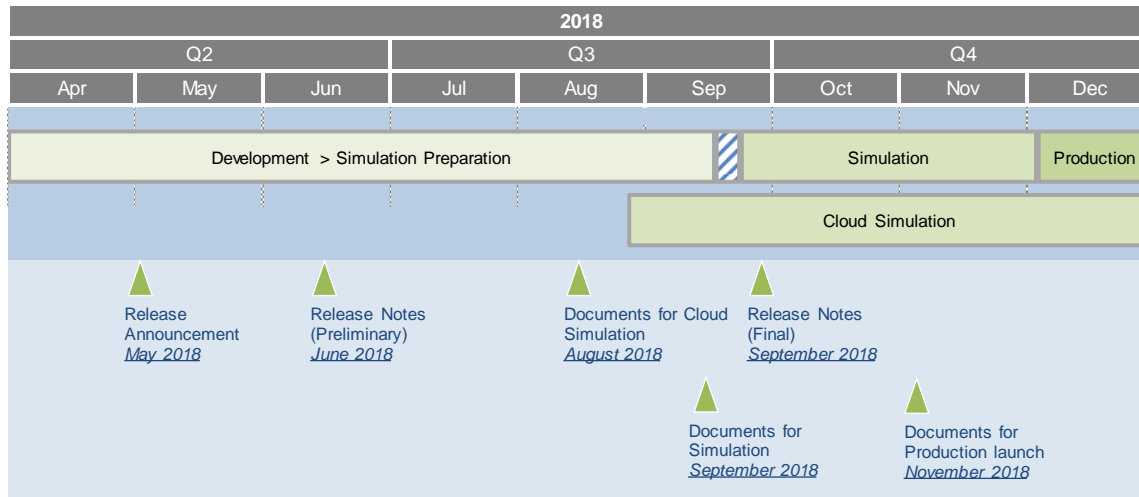 2018
Q2 Q3 Q4
Apr May Jun Jul Aug Sep Oct Nov Dec
Development > Simulation Preparation Simulation Production
Cloud Simulation
Release
Announcement
May 2018
Release Notes
(Preliminary)
June 2018
Documents for Cloud
Simulation
August 2018
Release Notes
(Final)
September 2018
Documents for
Simulation
September 2018
Documents for
Production launch
November 2018